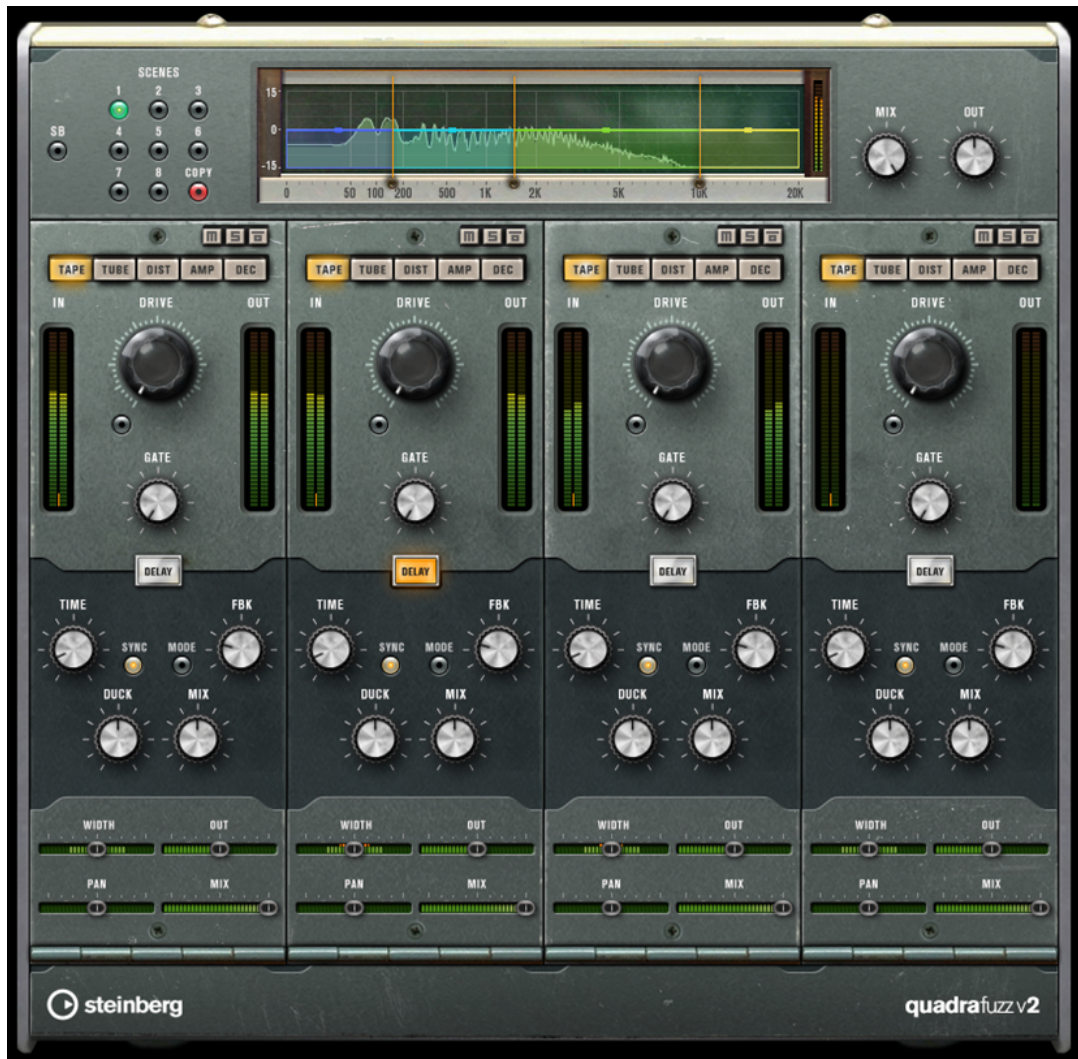 SCENES
1 2 3
SB
4 5 6
7 8 COPY
15
0
-15
0 50 100 200 500 1K 2K 5K 10K 20K
MIX OUT
M S
M S
M S
M S
TAPE TUBE DIST AMP DEC
TAPE TUBE DIST AMP DEC
TAPE TUBE DIST AMP DEC
TAPE TUBE DIST AMP DEC
IN DRIVE OUT
IN DRIVE OUT
IN DRIVE OUT
IN DRIVE OUT
GATE
GATE
GATE
GATE
DELAY
DELAY
DELAY
DELAY
TIME FBK
TIME FBK
TIME FBK
TIME FBK
SYNC MODE
SYNC MODE
SYNC MODE
SYNC MODE
DUCK MIX
DUCK MIX
DUCK MIX
DUCK MIX
WIDTH OUT
WIDTH OUT
WIDTH OUT
WIDTH OUT
PAN MIX
PAN MIX
PAN MIX
PAN MIX
steinberg
quadrafuzz v2